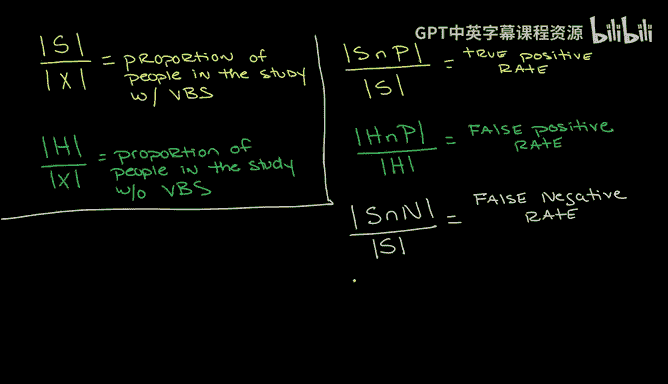 GPT中英字幕课程资源 bilibili
|S|
|X|
= proportion of
people in the study
w/ VBS
|H|
|X|
= proportion of
people in the study
w/o VBS
|S∩P|
|S|
= TRUE positive
RATE
|H∩P|
|H|
= FALSE positive
RATE
|S∩N|
|S|
= FALSE Negative
RATE